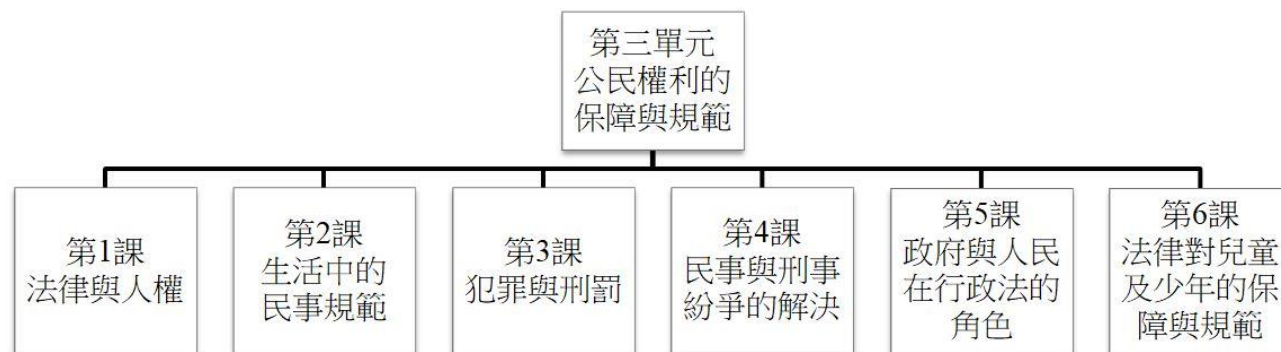 第三單元
公民權利的
保障與規範
第1課
法律與人權
第2課
生活中的
民事規範
第3課
犯罪與刑罰
第4課
民事與刑事
紛爭的解決
第5課
政府與人民
在行政法的
角色
第6課
法律對兒童
及少年的保
障與規範